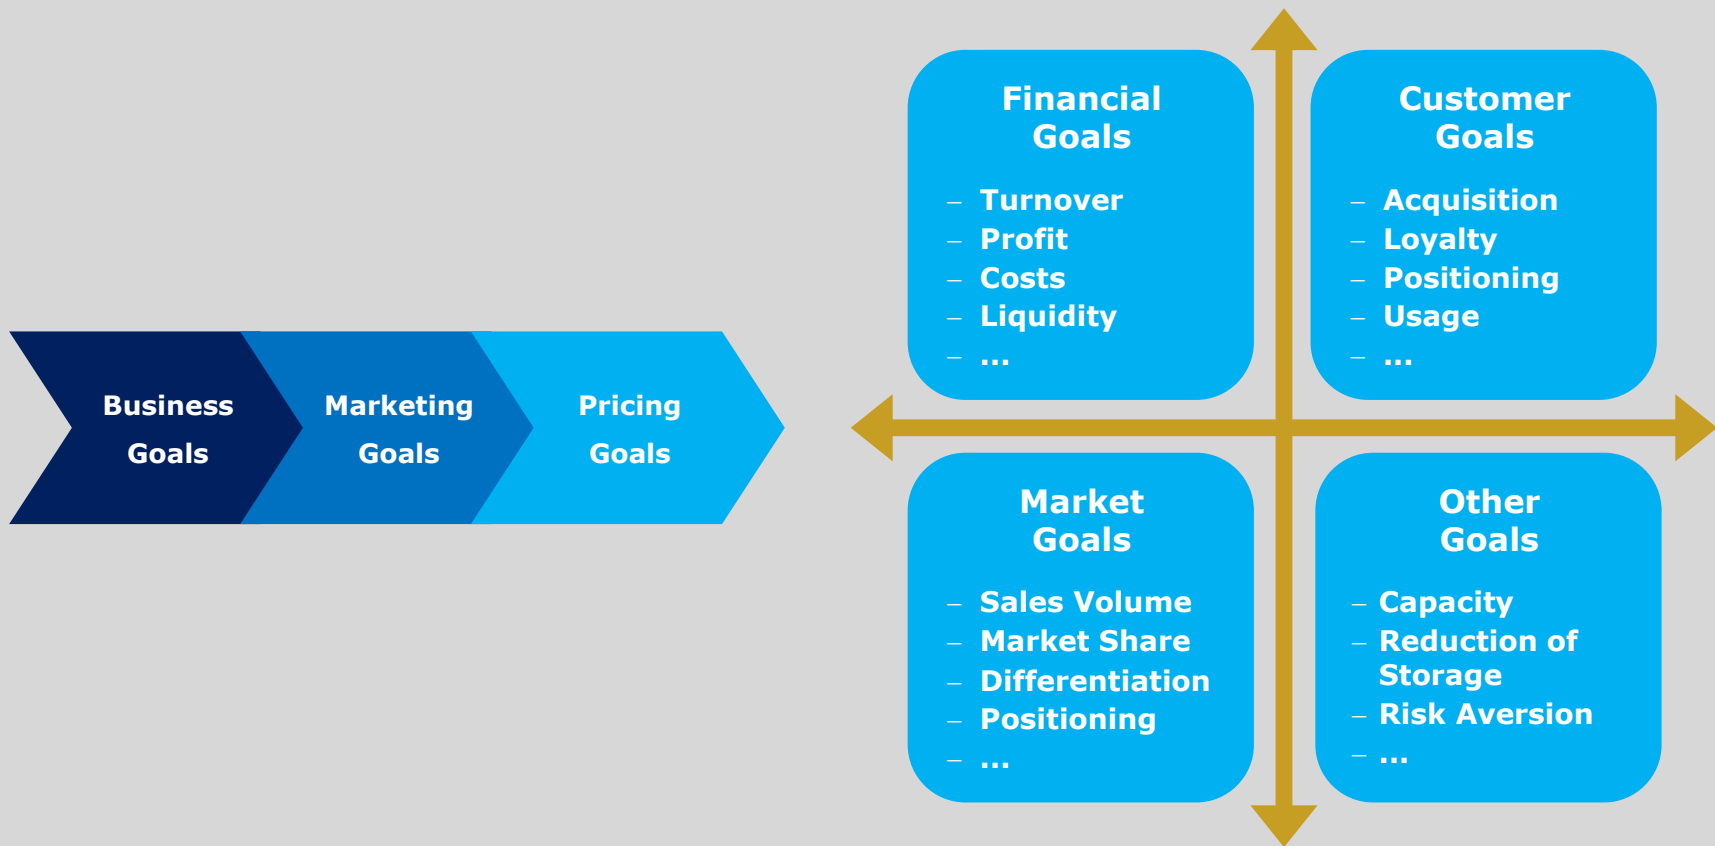 Business
Goals
Marketing
Goals
Pricing
Goals
Financial
Goals
– Turnover
– Profit
– Costs
– Liquidity
– ...
Customer
Goals
– Acquisition
– Loyalty
– Positioning
– Usage
– ...
Market
Goals
– Sales Volume
– Market Share
– Differentiation
– Positioning
– ...
Other
Goals
– Capacity
– Reduction of
Storage
– Risk Aversion
– ...